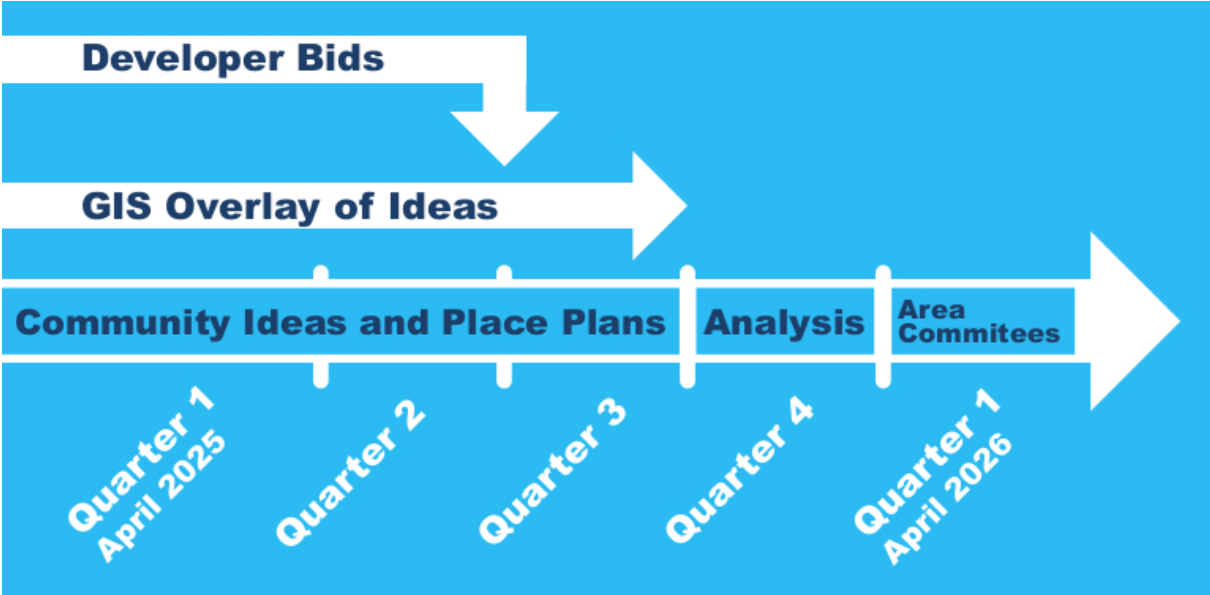 Developer Bids
GIS Overlay of Ideas
Community Ideas and Place Plans
Analysis
Area
Commitees
Quarter 1
April 2025
Quarter 2
Quarter 3
Quarter 4
Quarter 1
April 2026